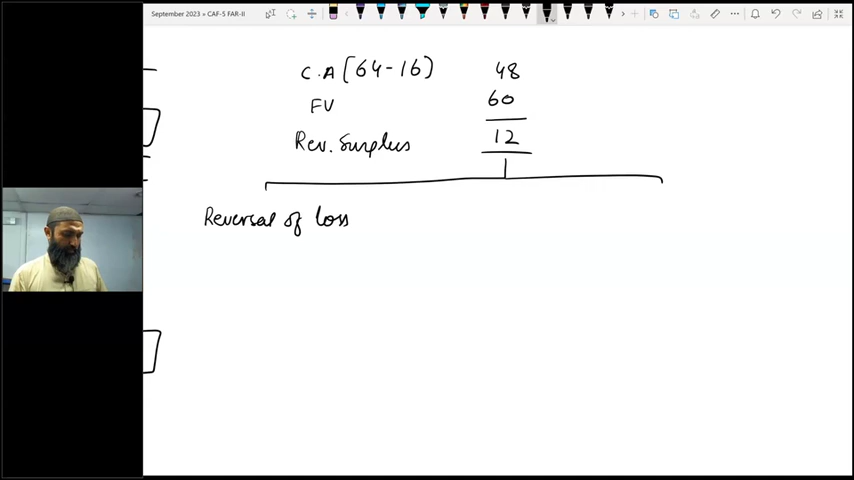 September 2023 » CAF-5 FAR-II
C.A [64-16) 48
FV 60
Rev. Surplus 12
Reversal of loss